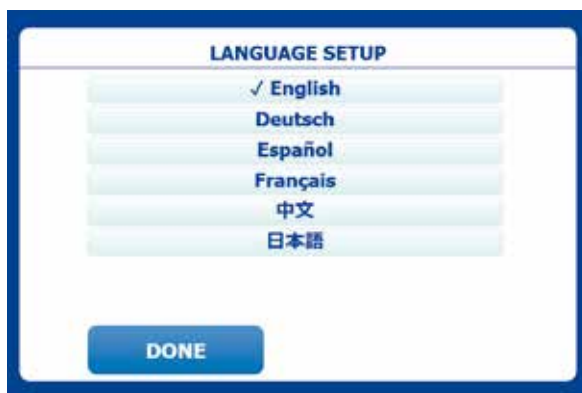 LANGUAGE SETUP
✓ English
Deutsch
Español
Français
中文
日本語
DONE